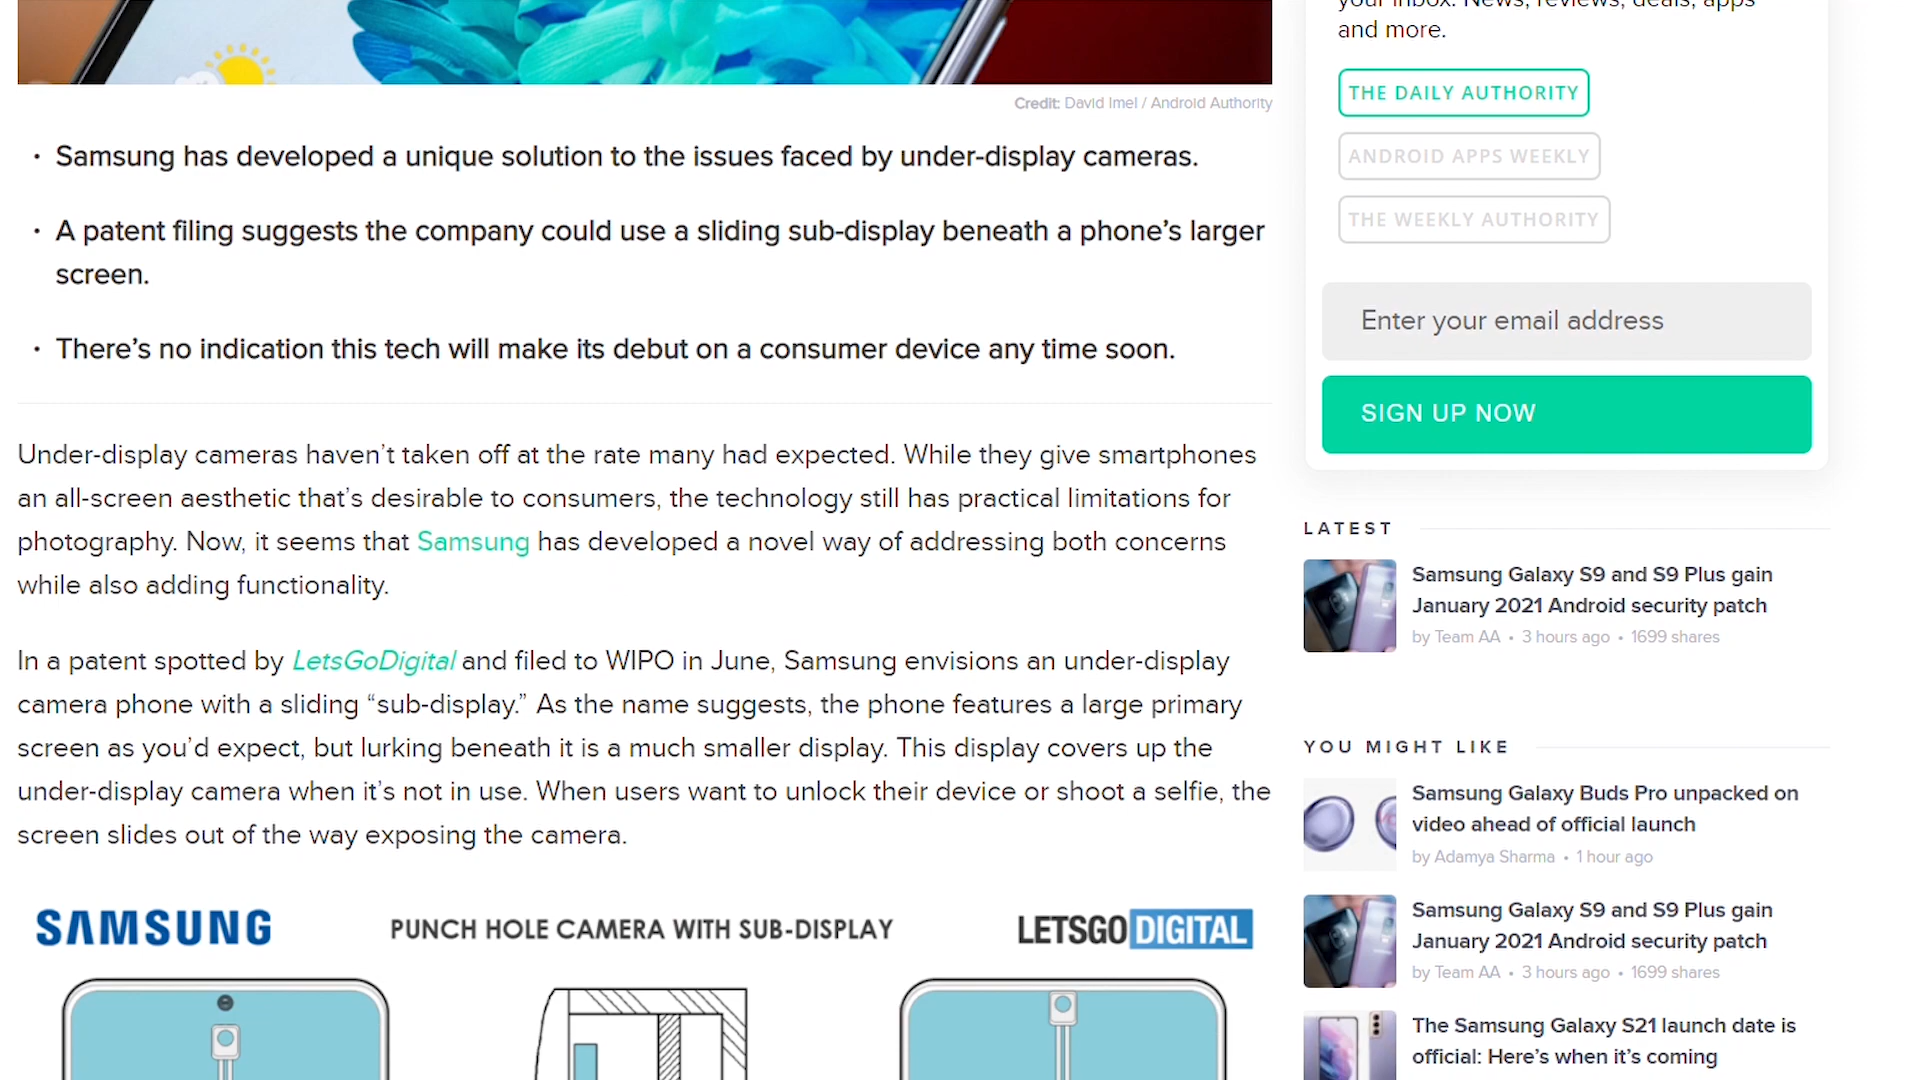 Credit: David Imel / Android Authority
• Samsung has developed a unique solution to the issues faced by under-display cameras.
• A patent filing suggests the company could use a sliding sub-display beneath a phone’s larger
screen.
• There’s no indication this tech will make its debut on a consumer device any time soon.
Under-display cameras haven’t taken off at the rate many had expected. While they give smartphones
an all-screen aesthetic that’s desirable to consumers, the technology still has practical limitations for
photography. Now, it seems that Samsung has developed a novel way of addressing both concerns
while also adding functionality.
In a patent spotted by LetsGoDigital and filed to WIPO in June, Samsung envisions an under-display
camera phone with a sliding “sub-display.” As the name suggests, the phone features a large primary
screen as you’d expect, but lurking beneath it is a much smaller display. This display covers up the
under-display camera when it’s not in use. When users want to unlock their device or shoot a selfie, the
screen slides out of the way exposing the camera.
SAMSUNG
PUNCH HOLE CAMERA WITH SUB-DISPLAY
LETSGODIGITAL
your inbox. News, reviews, deals, apps
and more.
THE DAILY AUTHORITY
ANDROID APPS WEEKLY
THE WEEKLY AUTHORITY
Enter your email address
SIGN UP NOW
LATEST
Samsung Galaxy S9 and S9 Plus gain
January 2021 Android security patch
by Team AA • 3 hours ago • 1699 shares
YOU MIGHT LIKE
Samsung Galaxy Buds Pro unpacked on
video ahead of official launch
by Adamya Sharma • 1 hour ago
Samsung Galaxy S9 and S9 Plus gain
January 2021 Android security patch
by Team AA • 3 hours ago • 1699 shares
The Samsung Galaxy S21 launch date is
official: Here’s when it’s coming